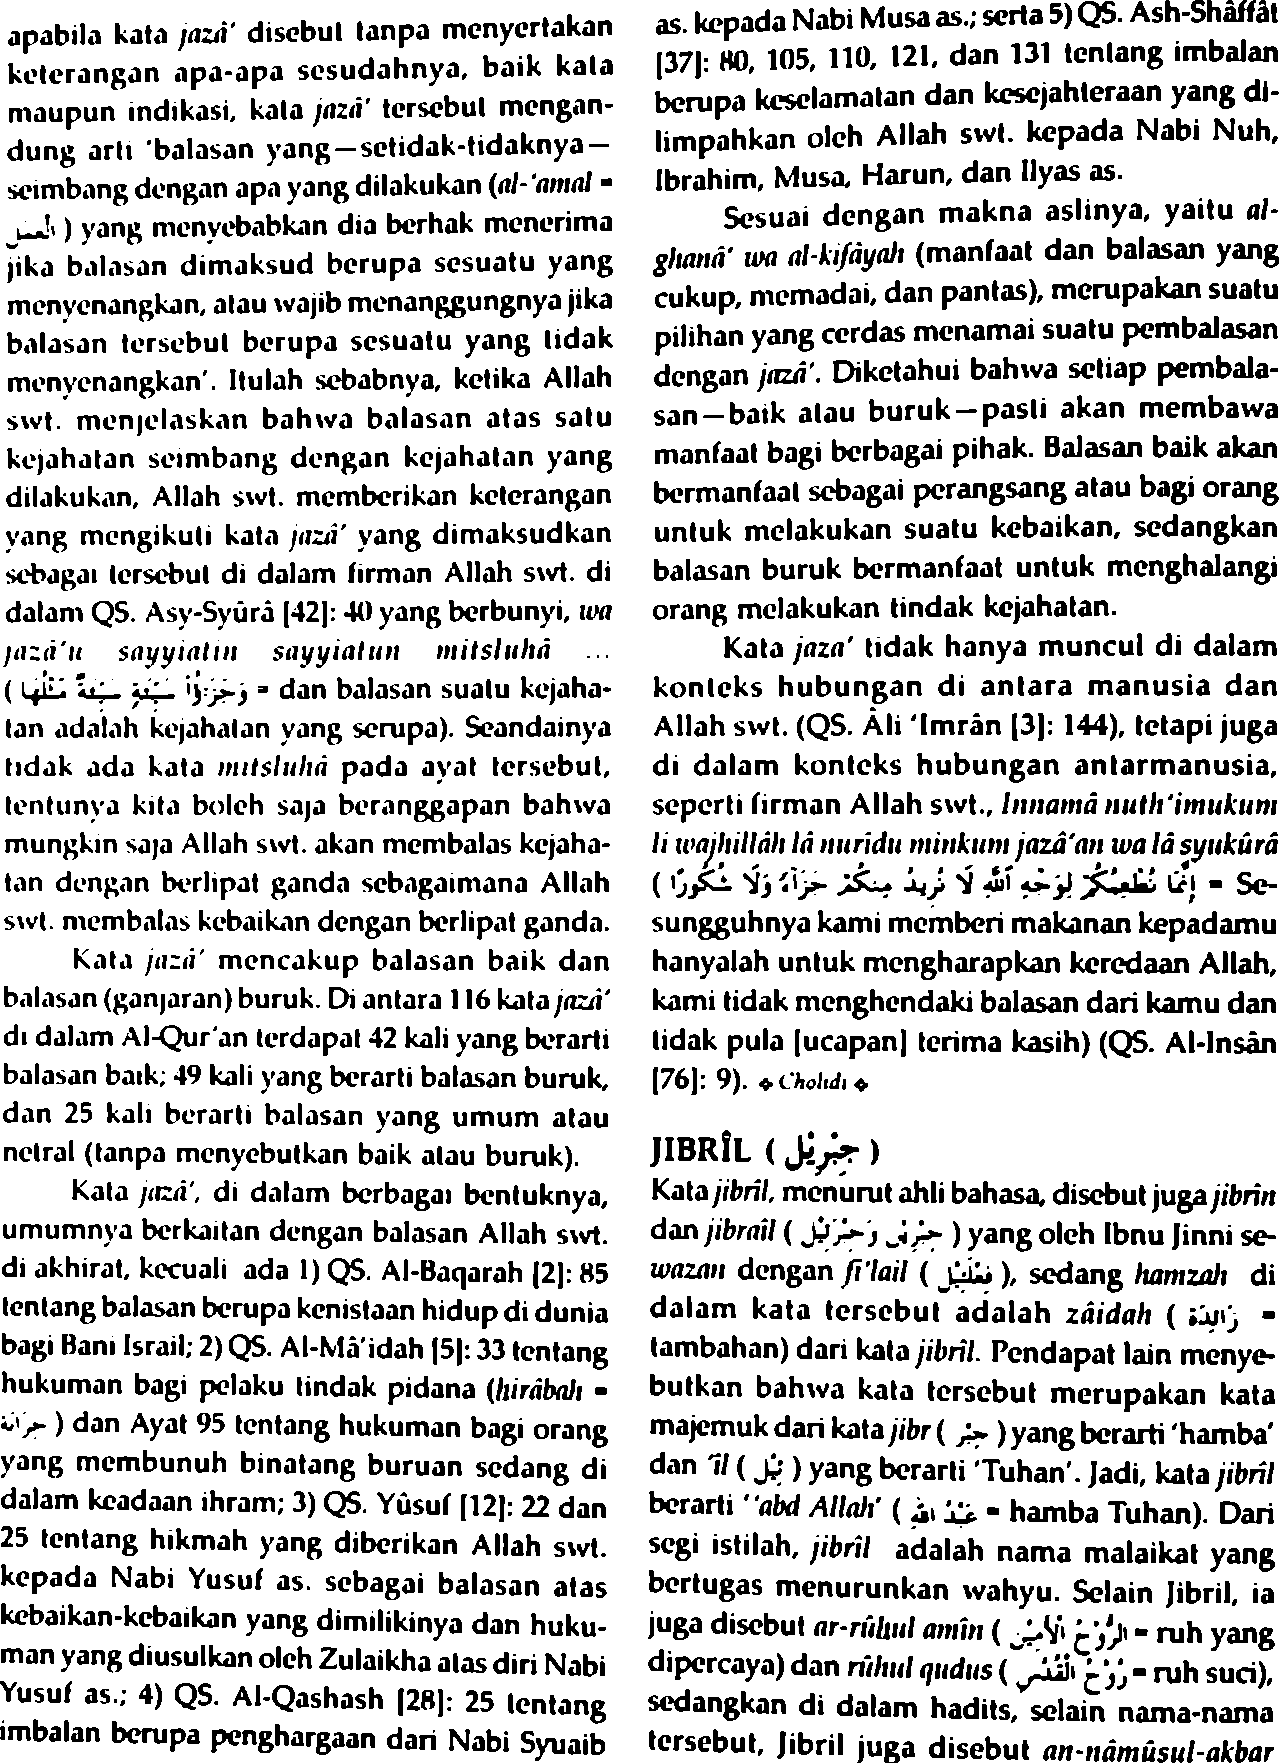 apabila kata jazâ' disebut tanpa menyertakan
keterangan apa-apa sesudahnya, baik kata
maupun indikasi, kata jazâ' tersebut mengan-
dung arti 'balasan yang—setidak-tidaknya—
seimbang dengan apa yang dilakukan (al-'amal =
العمل ) yang menyebabkan dia berhak menerima
jika balasan dimaksud berupa sesuatu yang
menyenangkan, atau wajib menanggungnya jika
balasan tersebut berupa sesuatu yang tidak
menyenangkan'. Itulah sebabnya, ketika Allah
swt. menjelaskan bahwa balasan atas satu
kejahatan seimbang dengan kejahatan yang
dilakukan, Allah swt. memberikan keterangan
yang mengikuti kata jazâ' yang dimaksudkan
sebagai tersebut di dalam firman Allah swt. di
dalam QS. Asy-Syûrâ [42]: 40 yang berbunyi, wa
jazâ'u sayyiatin sayyiatun mitsluhâ ...
( وَجَزَٰٓؤُا۟ سَيِّئَةٍ سَيِّئَةٌ مِّثْلُهَا = dan balasan suatu kejaha-
tan adalah kejahatan yang serupa). Seandainya
tidak ada kata mitsluhâ pada ayat tersebut,
tentunya kita boleh saja beranggapan bahwa
mungkin saja Allah swt. akan membalas kejaha-
tan dengan berlipat ganda sebagaimana Allah
swt. membalas kebaikan dengan berlipat ganda.
Kata jazâ' mencakup balasan baik dan
balasan (ganjaran) buruk. Di antara 116 kata jazâ'
di dalam Al-Qur'an terdapat 42 kali yang berarti
balasan baik; 49 kali yang berarti balasan buruk,
dan 25 kali berarti balasan yang umum atau
netral (tanpa menyebutkan baik atau buruk).
Kata jazâ', di dalam berbagai bentuknya,
umumnya berkaitan dengan balasan Allah swt.
di akhirat, kecuali ada 1) QS. Al-Baqarah [2]: 85
tentang balasan berupa kenistaan hidup di dunia
bagi Bani Israil; 2) QS. Al-Mâ'idah [5]: 33 tentang
hukuman bagi pelaku tindak pidana (hirâbah =
حرابة ) dan Ayat 95 tentang hukuman bagi orang
yang membunuh binatang buruan sedang di
dalam keadaan ihram; 3) QS. Yûsuf [12]: 22 dan
25 tentang hikmah yang diberikan Allah swt.
kepada Nabi Yusuf as. sebagai balasan atas
kebaikan-kebaikan yang dimilikinya dan huku-
man yang diusulkan oleh Zulaikha atas diri Nabi
Yusuf as.; 4) QS. Al-Qashash [28]: 25 tentang
imbalan berupa penghargaan dari Nabi Syuaib
as. kepada Nabi Musa as.; serta 5) QS. Ash-Shâffât
[37]: 80, 105, 110, 121, dan 131 tentang imbalan
berupa keselamatan dan kesejahteraan yang di-
limpahkan oleh Allah swt. kepada Nabi Nuh,
Ibrahim, Musa, Harun, dan Ilyas as.
Sesuai dengan makna aslinya, yaitu al-
ghanâ' wa al-kifâyah (manfaat dan balasan yang
cukup, memadai, dan pantas), merupakan suatu
pilihan yang cerdas menamai suatu pembalasan
dengan jazâ'. Diketahui bahwa setiap pembala-
san—baik atau buruk—pasti akan membawa
manfaat bagi berbagai pihak. Balasan baik akan
bermanfaat sebagai perangsang atau bagi orang
untuk melakukan suatu kebaikan, sedangkan
balasan buruk bermanfaat untuk menghalangi
orang melakukan tindak kejahatan.
Kata jaza' tidak hanya muncul di dalam
konteks hubungan di antara manusia dan
Allah swt. (QS. Âli 'Imrân [3]: 144), tetapi juga
di dalam konteks hubungan antarmanusia,
seperti firman Allah swt., Innamâ nuth'imukum
li wajhillâh lâ nurîdu minkum jazâ'an wa lâ syukûrâ
( إِنَّمَا نُطْعِمُكُمْ لِوَجْهِ ٱللَّهِ لَا نُرِيدُ مِنكُمْ جَزَآءً وَلَا شُكُورًا = Se-
sungguhnya kami memberi makanan kepadamu
hanyalah untuk mengharapkan keredaan Allah,
kami tidak menghendaki balasan dari kamu dan
tidak pula [ucapan] terima kasih) (QS. Al-Insân
[76]: 9). ✦ Cholidi ✦
JIBRÎL ( جِبْرِيْل )
Kata jibrîl, menurut ahli bahasa, disebut juga jibrîn
dan jibraîl ( جبرين وجبرئيل ) yang oleh Ibnu Jinni se-
wazan dengan fi'lail ( فعلئيل ), sedang hamzah di
dalam kata tersebut adalah zâidah ( زَائِدَة =
tambahan) dari kata jibrîl. Pendapat lain menye-
butkan bahwa kata tersebut merupakan kata
majemuk dari kata jibr ( جِبْر ) yang berarti 'hamba'
dan 'îl ( يْل ) yang berarti 'Tuhan'. Jadi, kata jibrîl
berarti ''abd Allah' ( عَبْدُ اللهِ = hamba Tuhan). Dari
segi istilah, jibrîl adalah nama malaikat yang
bertugas menurunkan wahyu. Selain Jibril, ia
juga disebut ar-rûhul amîn ( الرُّوْحُ الأَمِيْن = ruh yang
dipercaya) dan rûhul qudus ( رُوْحُ الْقُدُس = ruh suci),
sedangkan di dalam hadits, selain nama-nama
tersebut, Jibril juga disebut an-nâmûsul-akbar